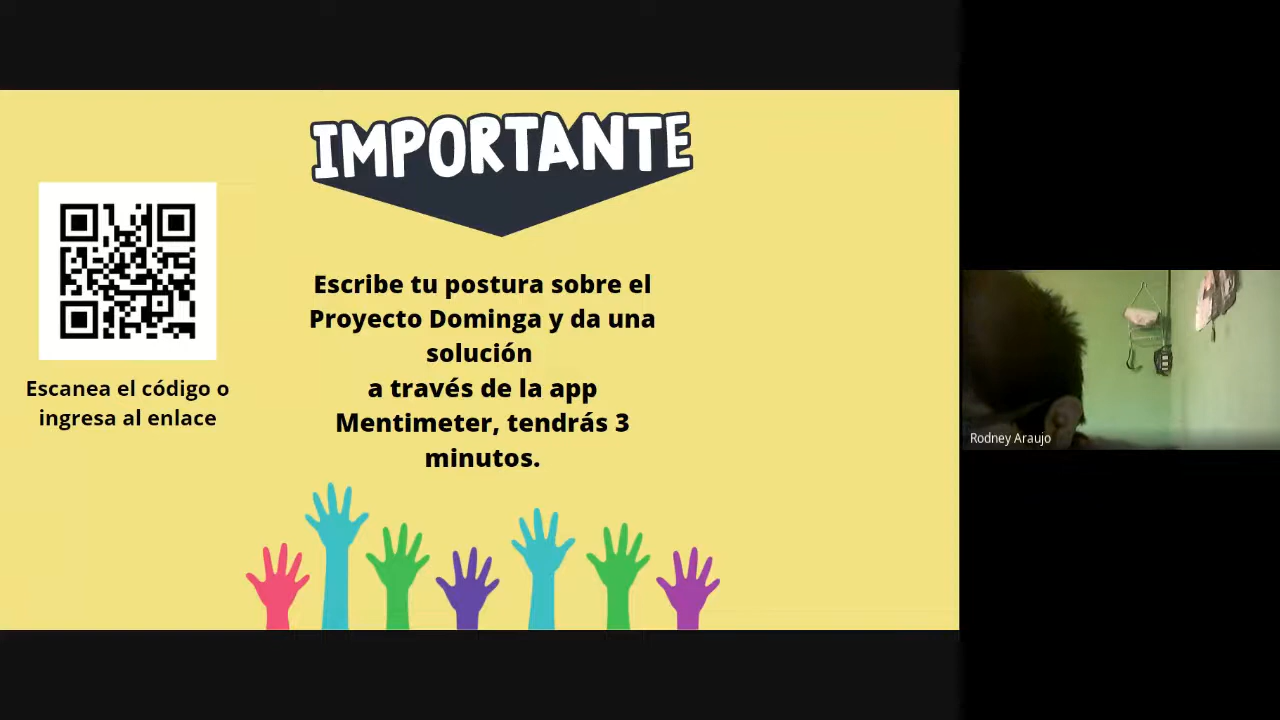 IMPORTANTE
Escribe tu postura sobre el
Proyecto Dominga y da una
solución
a través de la app
Mentimeter, tendrás 3
minutos.
Escanea el código o
ingresa al enlace
Rodney Araujo